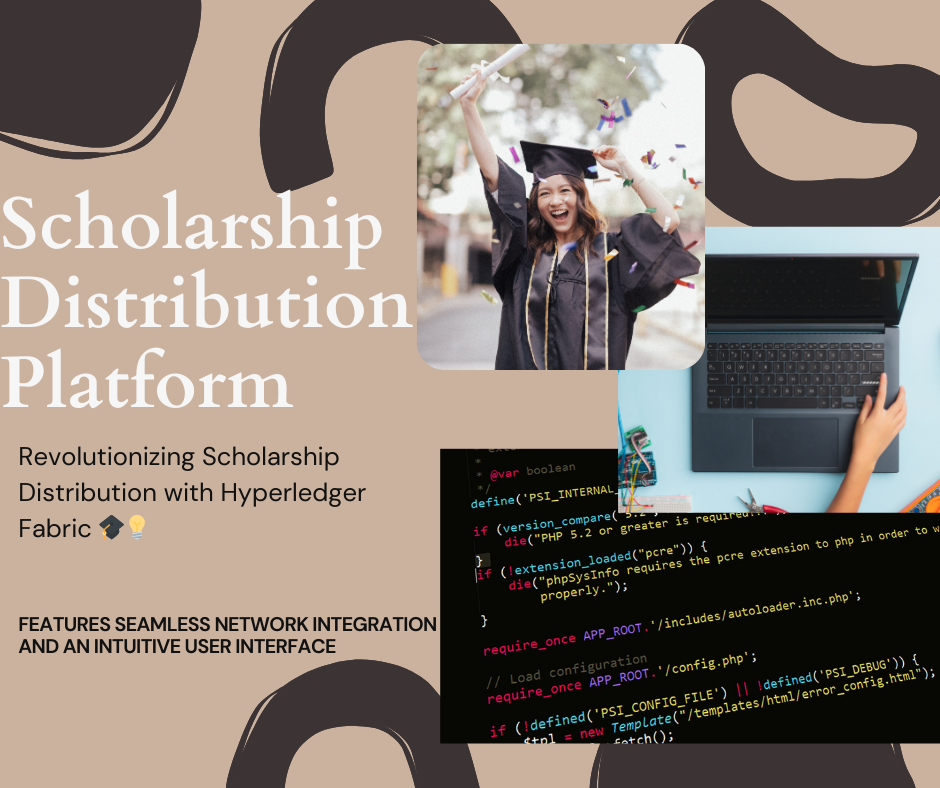 Scholarship
Distribution
Platform
Revolutionizing Scholarship
Distribution with Hyperledger
Fabric 🎓💡
FEATURES SEAMLESS NETWORK INTEGRATION
AND AN INTUITIVE USER INTERFACE
*
* @var boolean
*/
define('PSI_INTERNAL_
if (version_compare('5.2',
die("PHP 5.2 or greater is required!!!");
}
if (!extension_loaded("pcre")) {
die("phpSysInfo requires the pcre extension to php in order to w
properly.");
}
require_once APP_ROOT.'/includes/autoloader.inc.php';
// Load configuration
require_once APP_ROOT.'/config.php';
if (!defined('PSI_CONFIG_FILE') || !defined('PSI_DEBUG')) {
$tpl = new Template("/templates/html/error_config.html");
fetch();